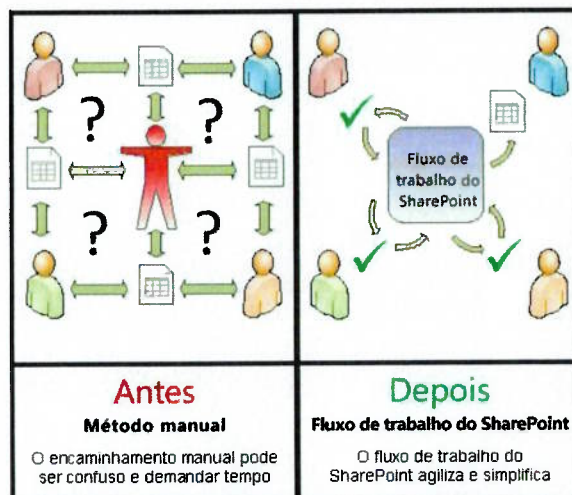 ?
?
?
?
Antes
Método manual
O encaminhamento manual pode
ser confuso e demandar tempo
Fluxo de
trabalho do
SharePoint
Depois
Fluxo de trabalho do SharePoint
O fluxo de trabalho do
SharePoint agiliza e simplifica